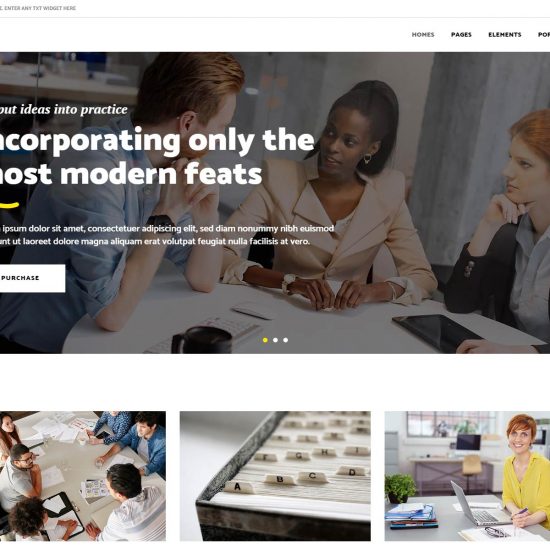 ENTER ANY TXT WIDGET HERE
HOMES PAGES ELEMENTS
put ideas into practice
ncorporating only the
nost modern feats
ipsum dolor sit amet, consectetuer adipiscing elit, sed diam nonummy nibh euismod
unt ut laoreet dolore magna aliquam erat volutpat feugiat nulla facilisis at vero.
PURCHASE
A B C D
G H I